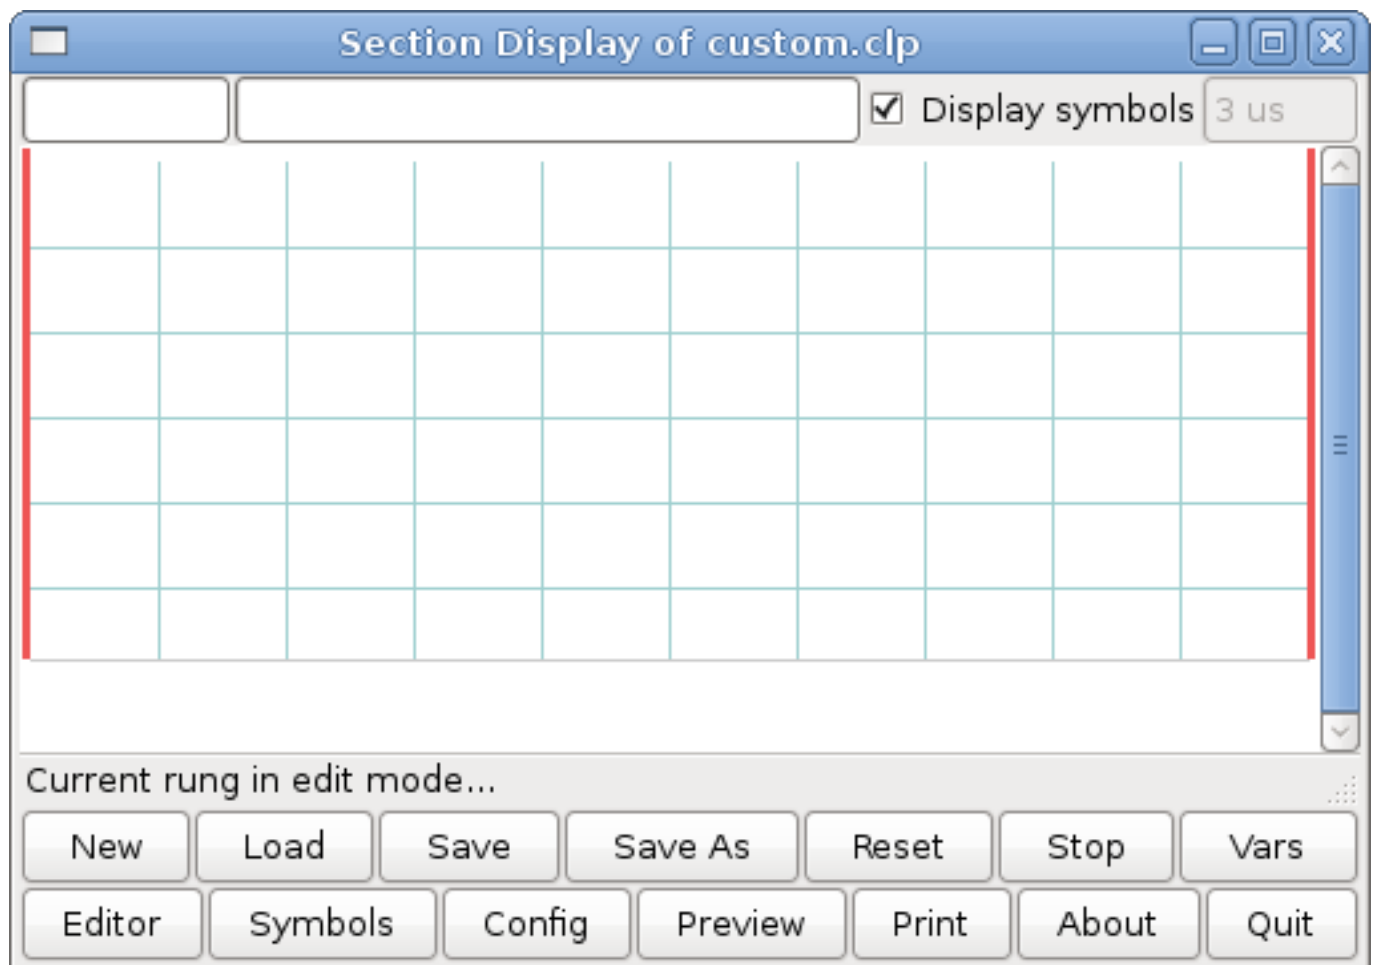 Section Display of custom.clp
Display symbols 3 us
Current rung in edit mode...
New Load Save Save As Reset Stop Vars
Editor Symbols Config Preview Print About Quit